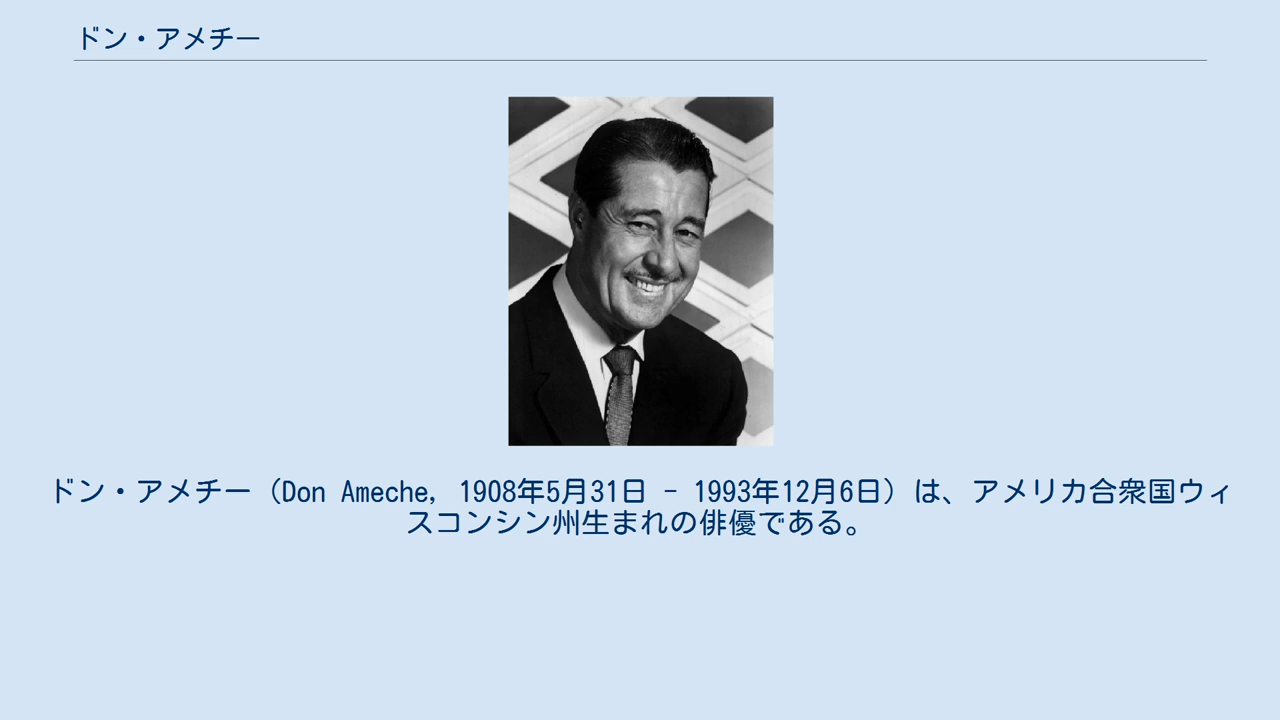 ドン・アメチー
ドン・アメチー（Don Ameche, 1908年5月31日 - 1993年12月6日）は、アメリカ合衆国ウィ
スコンシン州生まれの俳優である。